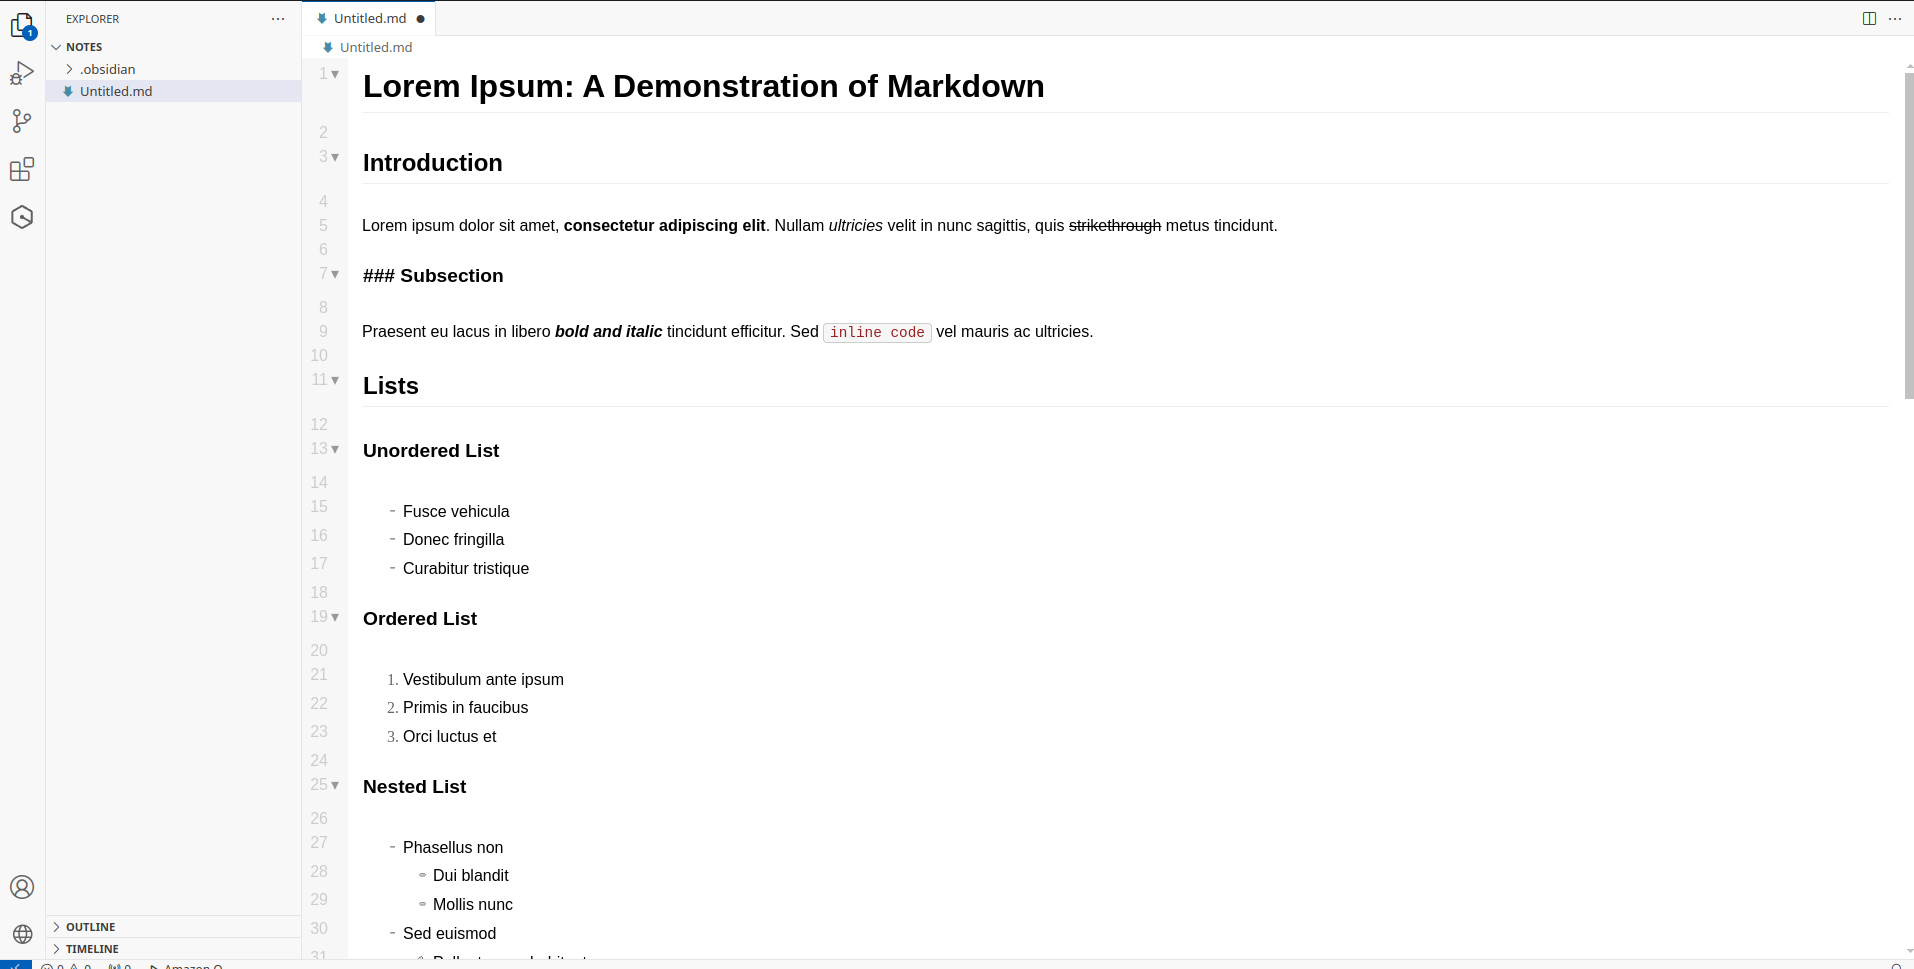 EXPLORER
Untitled.md
1
NOTES
.obsidian
Untitled.md
OUTLINE
TIMELINE
Untitled.md
1 Lorem Ipsum: A Demonstration of Markdown
2
3 Introduction
4
5 Lorem ipsum dolor sit amet, consectetur adipiscing elit. Nullam ultricies velit in nunc sagittis, quis strikethrough metus tincidunt.
6
7 ### Subsection
8
9 Praesent eu lacus in libero bold and italic tincidunt efficitur. Sed inline code vel mauris ac ultricies.
10
11 Lists
12
13 Unordered List
14
15 - Fusce vehicula
16 - Donec fringilla
17 - Curabitur tristique
18
19 Ordered List
20
21 1. Vestibulum ante ipsum
22 2. Primis in faucibus
23 3. Orci luctus et
24
25 Nested List
26
27 - Phasellus non
28 Dui blandit
29 Mollis nunc
30 - Sed euismod
31
0 0 0 Amazon Q